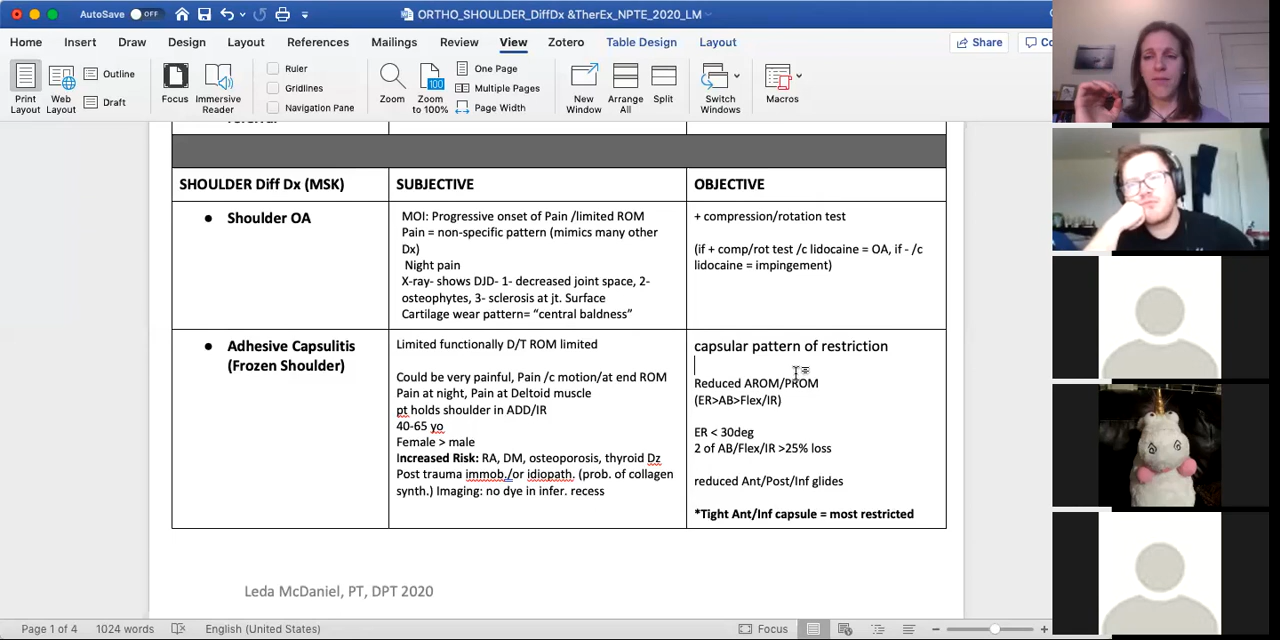 AutoSave OFF
ORTHO_SHOULDER_DiffDx &TherEx_NPTE_2020_LM
Home Insert Draw Design Layout References Mailings Review View Zotero Table Design Layout Share Co
Print Layout
Web Layout
Outline
Draft
Focus
Immersive Reader
Ruler
Gridlines
Navigation Pane
Zoom
Zoom to 100%
100
One Page
Multiple Pages
Page Width
New Window
Arrange All
Split
Switch Windows
Macros
referral
SHOULDER Diff Dx (MSK)
SUBJECTIVE
OBJECTIVE
● Shoulder OA
MOI: Progressive onset of Pain /limited ROM
Pain = non-specific pattern (mimics many other
Dx)
Night pain
X-ray- shows DJD- 1- decreased joint space, 2-
osteophytes, 3- sclerosis at jt. Surface
Cartilage wear pattern= “central baldness”
+ compression/rotation test
(if + comp/rot test /c lidocaine = OA, if - /c
lidocaine = impingement)
● Adhesive Capsulitis
(Frozen Shoulder)
Limited functionally D/T ROM limited
Could be very painful, Pain /c motion/at end ROM
Pain at night, Pain at Deltoid muscle
pt holds shoulder in ADD/IR
40-65 yo
Female > male
Increased Risk: RA, DM, osteoporosis, thyroid Dz
Post trauma immob./or idiopath. (prob. of collagen
synth.) Imaging: no dye in infer. recess
capsular pattern of restriction
Reduced AROM/PROM
(ER>AB>Flex/IR)
ER < 30deg
2 of AB/Flex/IR >25% loss
reduced Ant/Post/Inf glides
*Tight Ant/Inf capsule = most restricted
Leda McDaniel, PT, DPT 2020
Page 1 of 4
1024 words
English (United States)
Focus